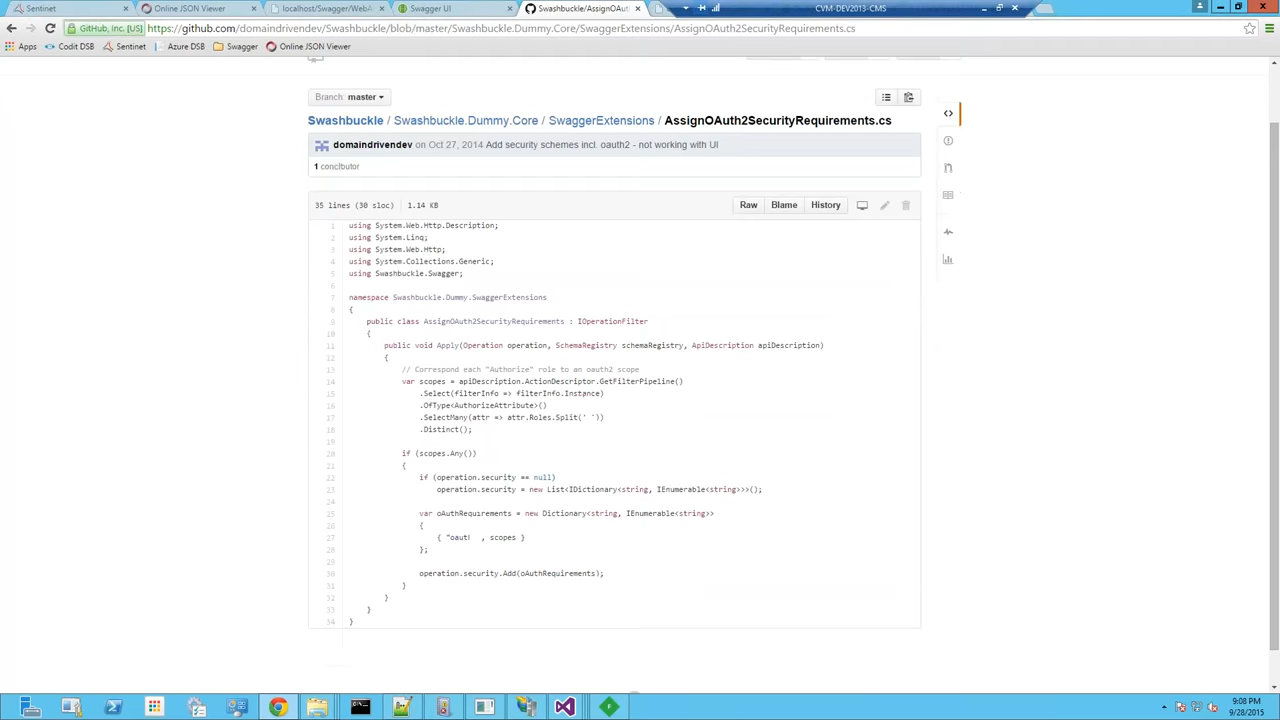 Sentinet
Online JSON Viewer
localhost/Swagger/WebA
Swagger UI
Swashbuckle/AssignOAu
CVM-DEV2013-CMS
GitHub, Inc. [US]
https://github.com/domaindrivendev/Swashbuckle/blob/master/Swashbuckle.Dummy.Core/SwaggerExtensions/AssignOAuth2SecurityRequirements.cs
Apps Codit DSB Sentinet Azure DSB Swagger Online JSON Viewer
Branch: master
Swashbuckle / Swashbuckle.Dummy.Core / SwaggerExtensions / AssignOAuth2SecurityRequirements.cs
domaindrivendev on Oct 27, 2014 Add security schemes incl. oauth2 - not working with UI
1 contributor
35 lines (30 sloc) 1.14 KB
Raw Blame History
1 using System.Web.Http.Description;
2 using System.Linq;
3 using System.Web.Http;
4 using System.Collections.Generic;
5 using Swashbuckle.Swagger;
6
7 namespace Swashbuckle.Dummy.SwaggerExtensions
8 {
9 public class AssignOAuth2SecurityRequirements : IOperationFilter
10 {
11 public void Apply(Operation operation, SchemaRegistry schemaRegistry, ApiDescription apiDescription)
12 {
13 // Correspond each "Authorize" role to an oauth2 scope
14 var scopes = apiDescription.ActionDescriptor.GetFilterPipeline()
15 .Select(filterInfo => filterInfo.Instance)
16 .OfType<AuthorizeAttribute>()
17 .SelectMany(attr => attr.Roles.Split(' '))
18 .Distinct();
19
20 if (scopes.Any())
21 {
22 if (operation.security == null)
23 operation.security = new List<IDictionary<string, IEnumerable<string>>>();
24
25 var oAuthRequirements = new Dictionary<string, IEnumerable<string>>
26 {
27 { "oaut , scopes }
28 };
29
30 operation.security.Add(oAuthRequirements);
31 }
32 }
33 }
34 }
9:08 PM
9/28/2015